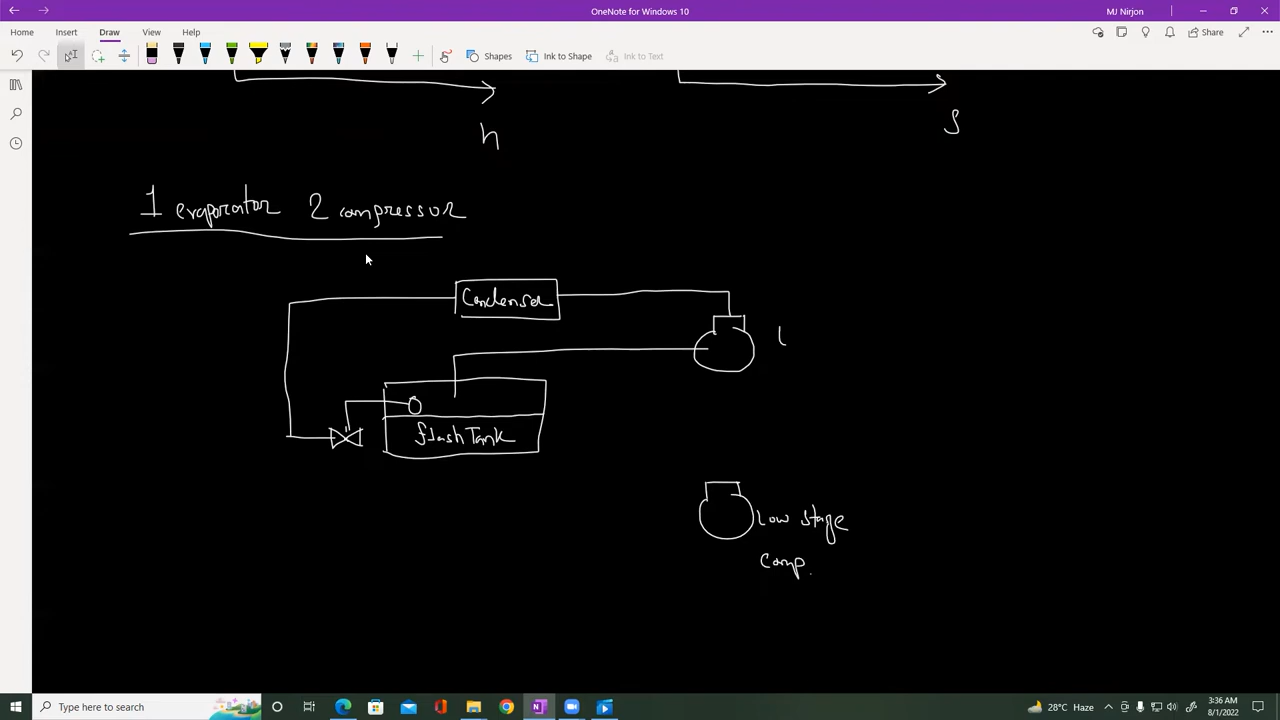 OneNote for Windows 10
MJ Nirjon
Home Insert Draw View Help
Shapes Ink to Shape Ink to Text Share
h
s
1 evaporator 2 compressor
Condenser
flash Tank
low stage
comp.
Type here to search
28°C Haze
3:36 AM
8/1/2022